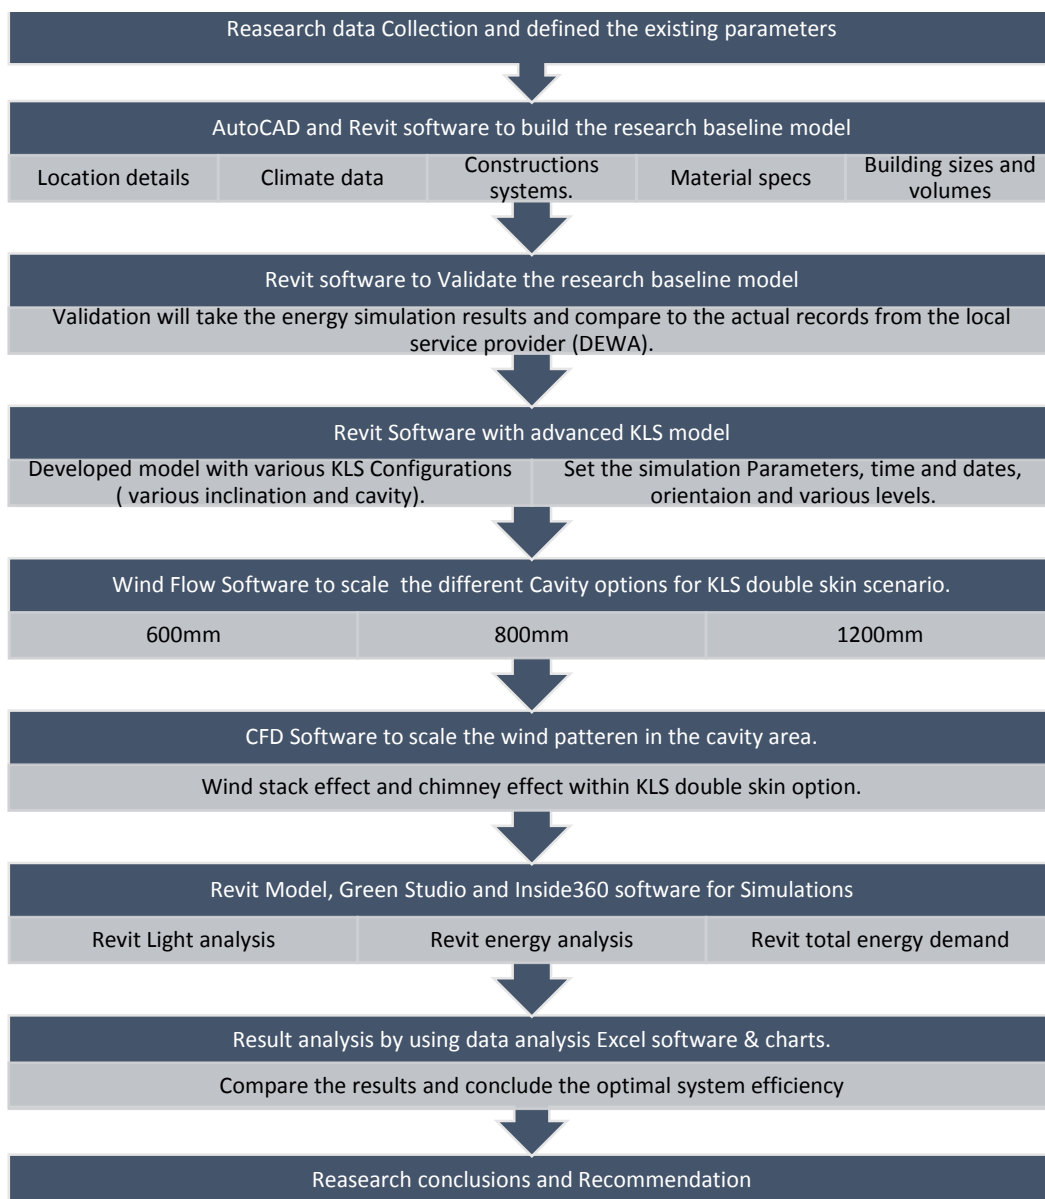 Reasearch data Collection and defined the existing parameters
AutoCAD and Revit software to build the research baseline model
Location details
Climate data
Constructions
systems.
Material specs
Building sizes and
volumes
Revit software to Validate the research baseline model
Validation will take the energy simulation results and compare to the actual records from the local
service provider (DEWA).
Revit Software with advanced KLS model
Developed model with various KLS Configurations
( various inclination and cavity).
Set the simulation Parameters, time and dates,
orientaion and various levels.
Wind Flow Software to scale the different Cavity options for KLS double skin scenario.
600mm
800mm
1200mm
CFD Software to scale the wind patteren in the cavity area.
Wind stack effect and chimney effect within KLS double skin option.
Revit Model, Green Studio and Inside360 software for Simulations
Revit Light analysis
Revit energy analysis
Revit total energy demand
Result analysis by using data analysis Excel software & charts.
Compare the results and conclude the optimal system efficiency
Reasearch conclusions and Recommendation